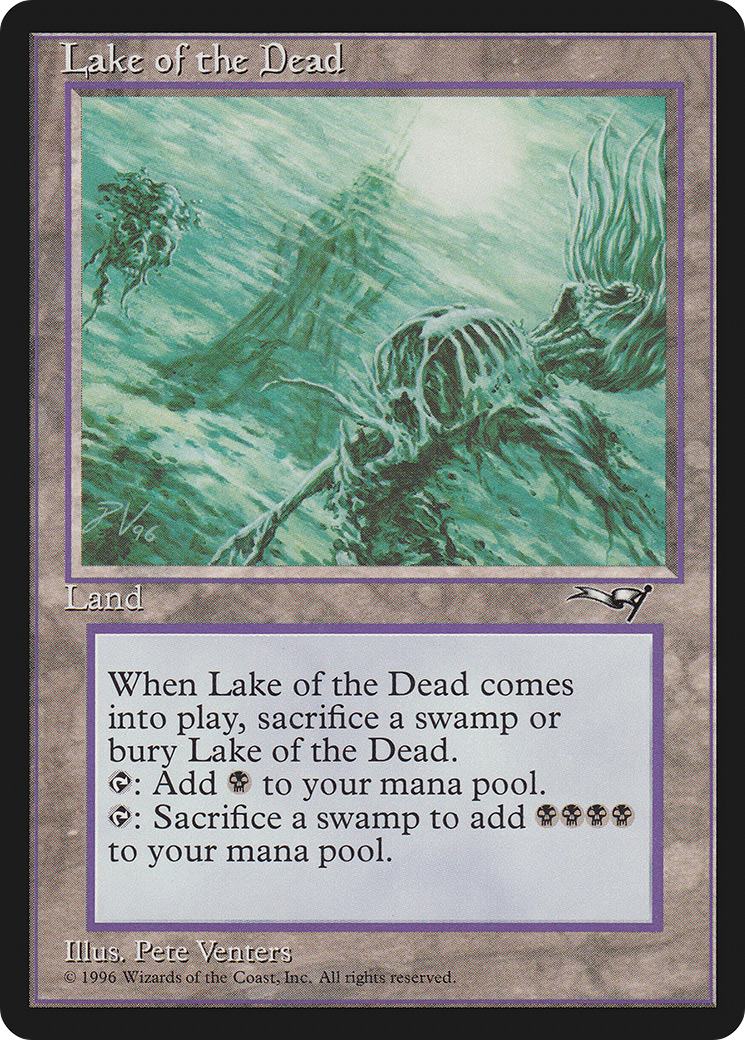 Lake of the Dead
PV96
Land
When Lake of the Dead comes
into play, sacrifice a swamp or
bury Lake of the Dead.
: Add to your mana pool.
: Sacrifice a swamp to add
to your mana pool.
Illus. Pete Venters
© 1996 Wizards of the Coast, Inc. All rights reserved.